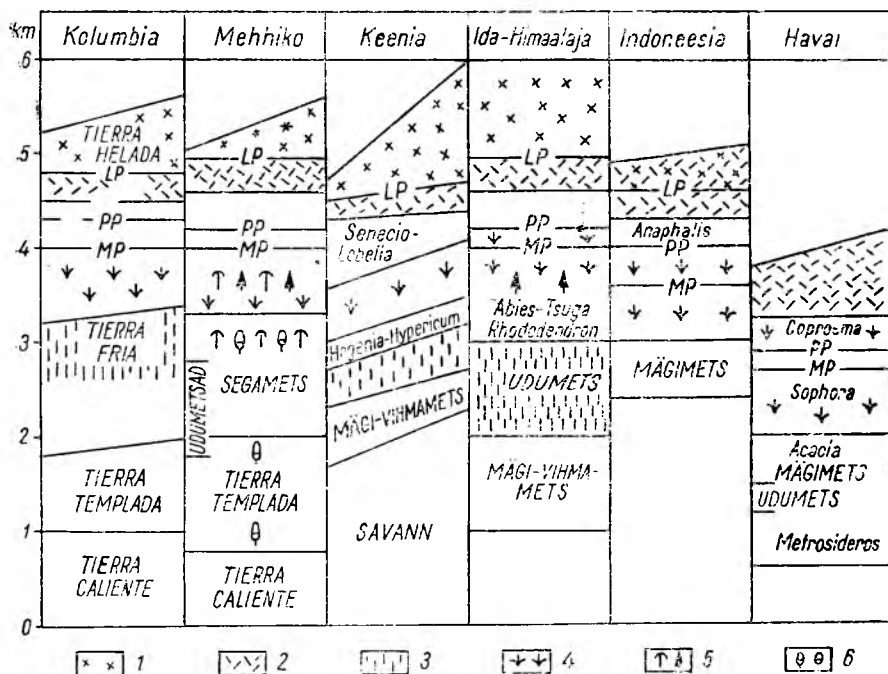 km
Kolumbia
Mehhiko
Keenia
Ida-Himaalaja
Indoneesia
Havai
.6
.5
.4
.3
2
1
0
TIERRA
HELADA
LP
PP
MP
TIERRA
FRIA
TIERRA
TEMPLADA
TIERRA
CALIENTE
LP
PP
MP
UDUMETSAD
SEGAMETS
TIERRA
TEMPLADA
TIERRA
CALIENTE
LP
Senecio-
Lobelia
Hagenia-Hypericum
MÄGI-VIHMAMETS
SAVANN
LP
PP
MP
Abies-Tsuga
Rhododendron
UDUMETS
MÄGI-VIHMA-
METS
LP
Anaphalis
PP
MP
MÄGIMETS
Coprosma
PP
MP
Sophora
Acacia
MÄGIMETS
UDUMETS
Metrosideros
1
2
3
4
5
6